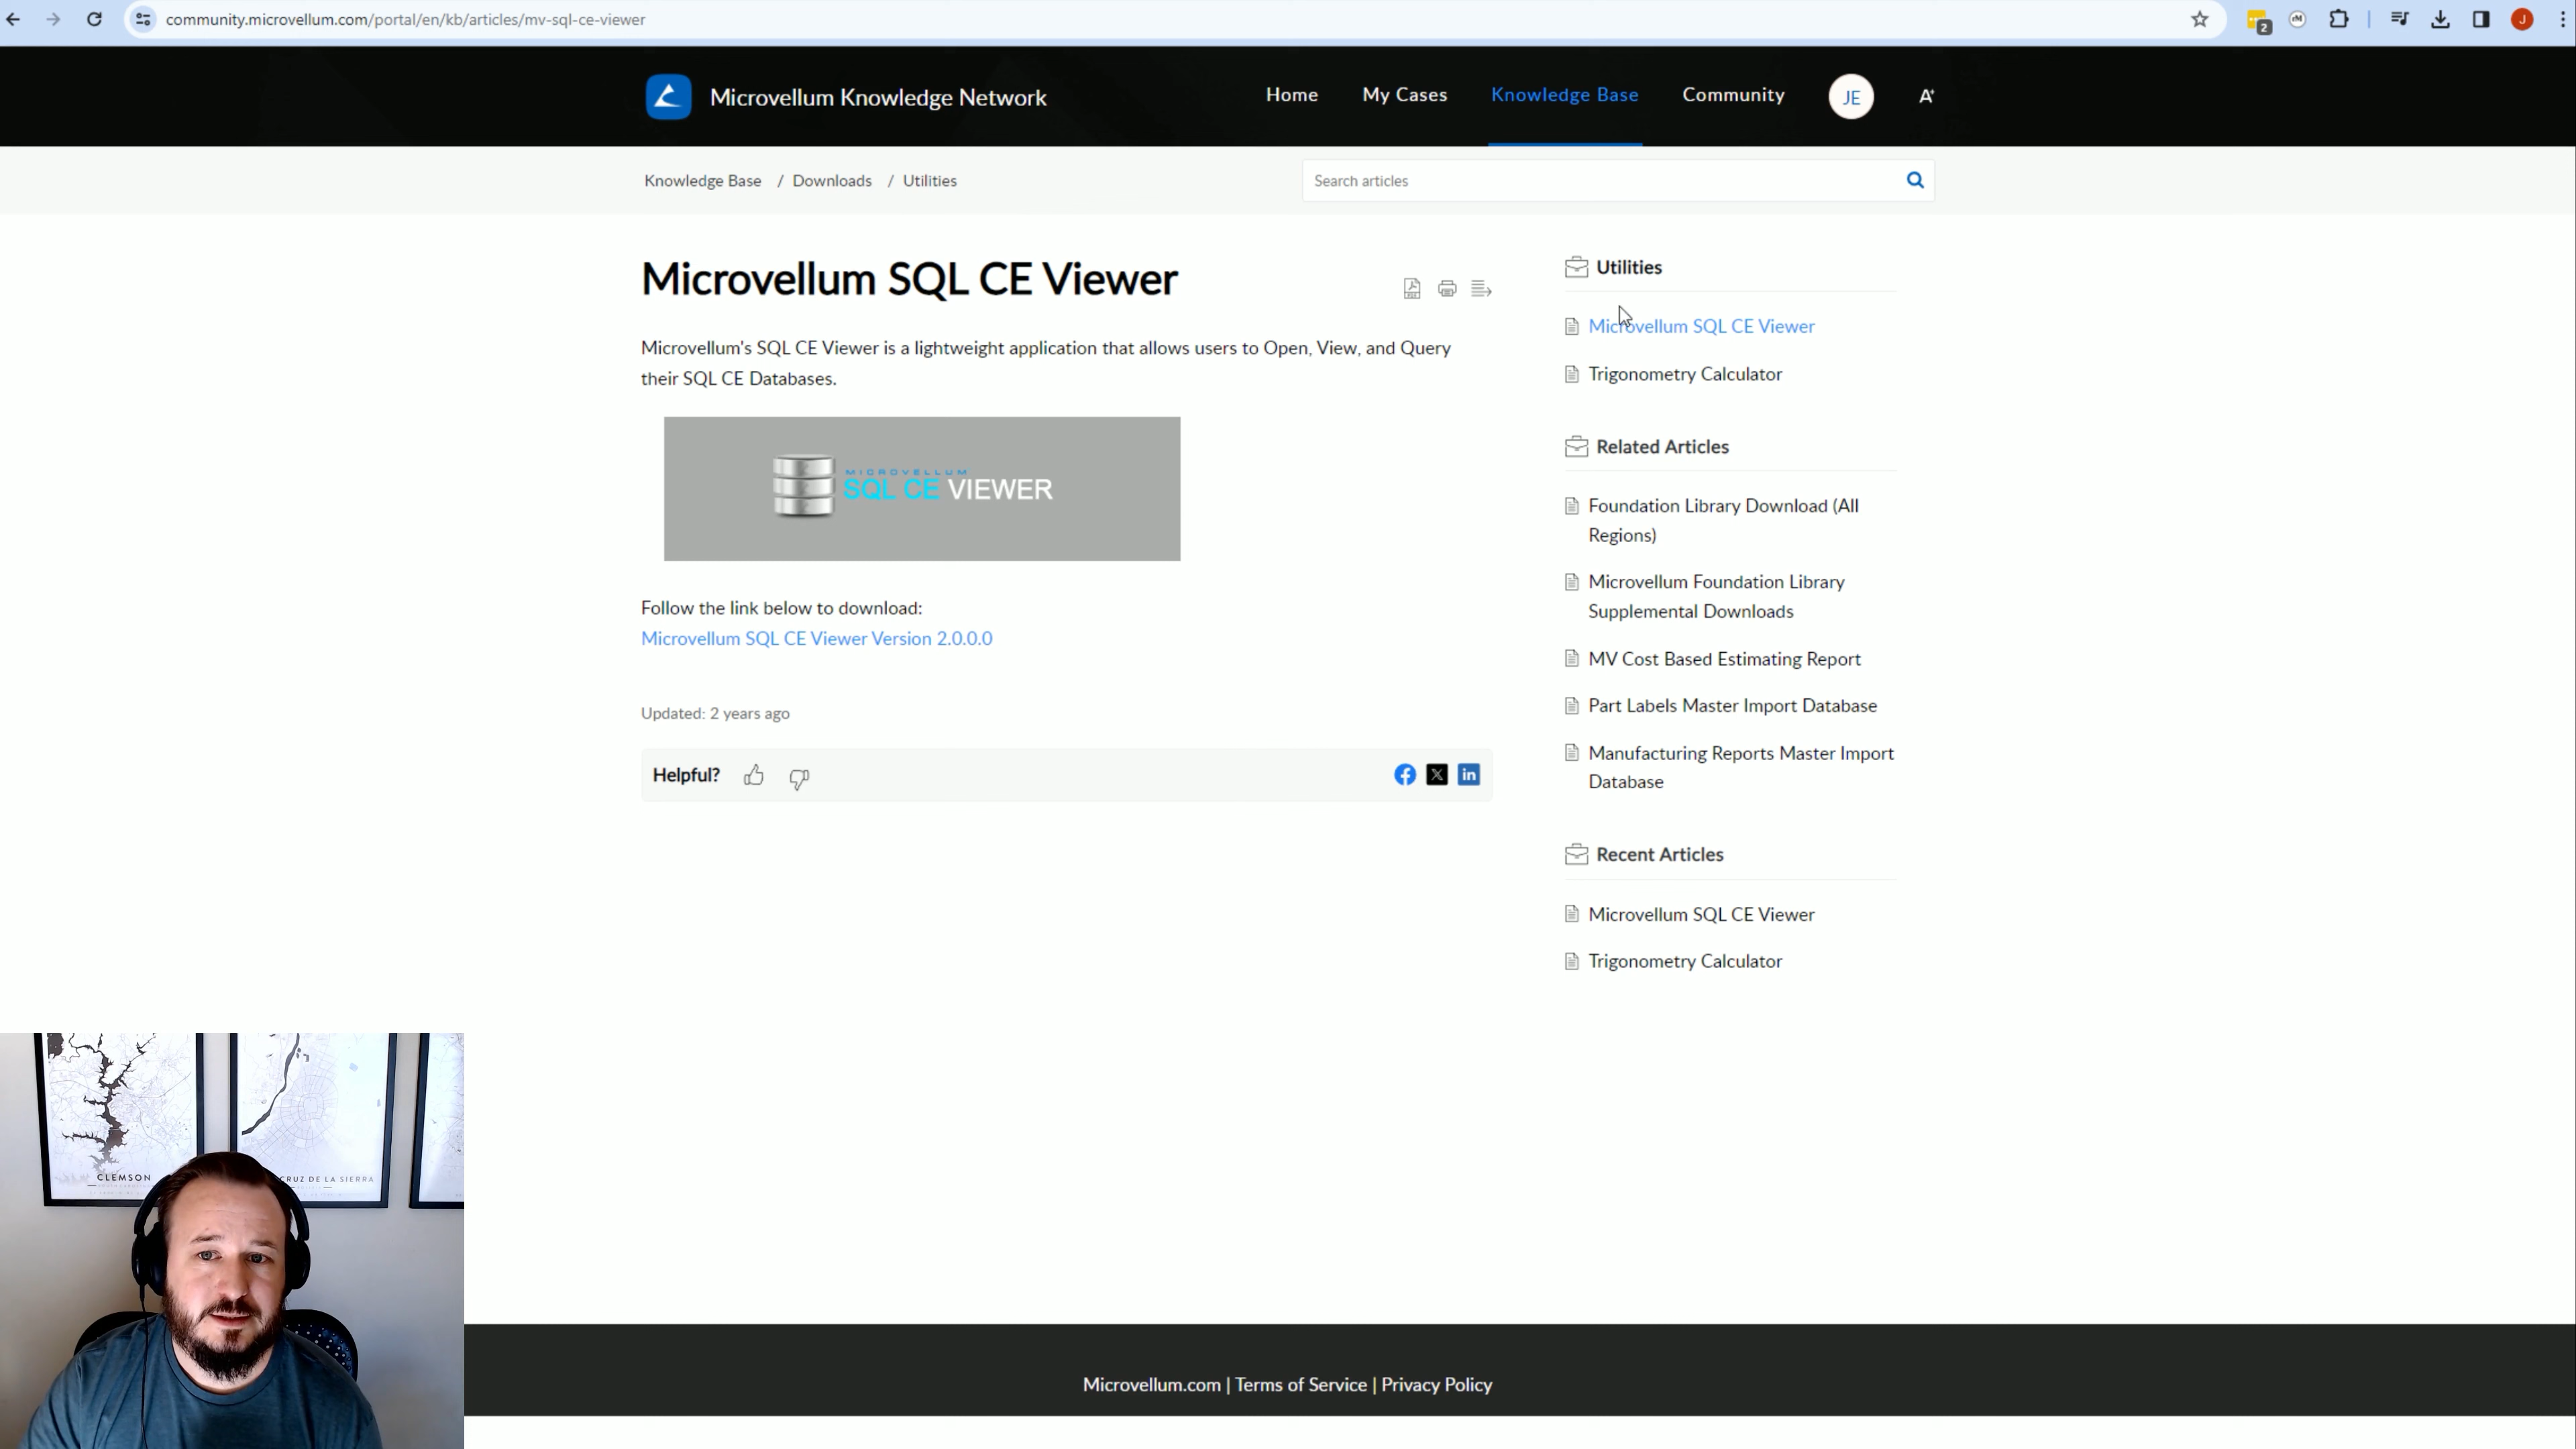 community.microvellum.com/portal/en/kb/articles/mv-sql-ce-viewer
2
J
Microvellum Knowledge Network
Home
My Cases
Knowledge Base
Community
JE
A+
Knowledge Base / Downloads / Utilities
Search articles
Microvellum SQL CE Viewer
Microvellum's SQL CE Viewer is a lightweight application that allows users to Open, View, and Query
their SQL CE Databases.
MICROVELLUM
SQL CE VIEWER
Follow the link below to download:
Microvellum SQL CE Viewer Version 2.0.0.0
Updated: 2 years ago
Helpful?
Utilities
Microvellum SQL CE Viewer
Trigonometry Calculator
Related Articles
Foundation Library Download (All
Regions)
Microvellum Foundation Library
Supplemental Downloads
MV Cost Based Estimating Report
Part Labels Master Import Database
Manufacturing Reports Master Import
Database
Recent Articles
Microvellum SQL CE Viewer
Trigonometry Calculator
CLEMSON
CRUZ DE LA SIERRA
Microvellum.com | Terms of Service | Privacy Policy